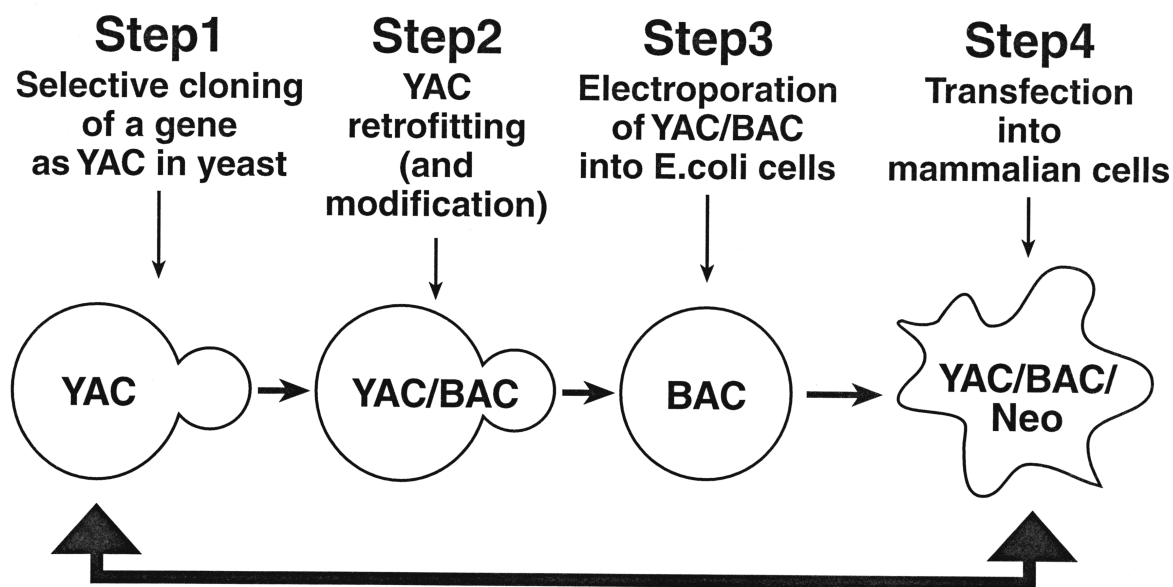 Step1
Selective cloning
of a gene
as YAC in yeast
Step2
YAC
retrofitting
(and
modification)
Step3
Electroporation
of YAC/BAC
into E.coli cells
Step4
Transfection
into
mammalian cells
YAC
YAC/BAC
BAC
YAC/BAC/
Neo